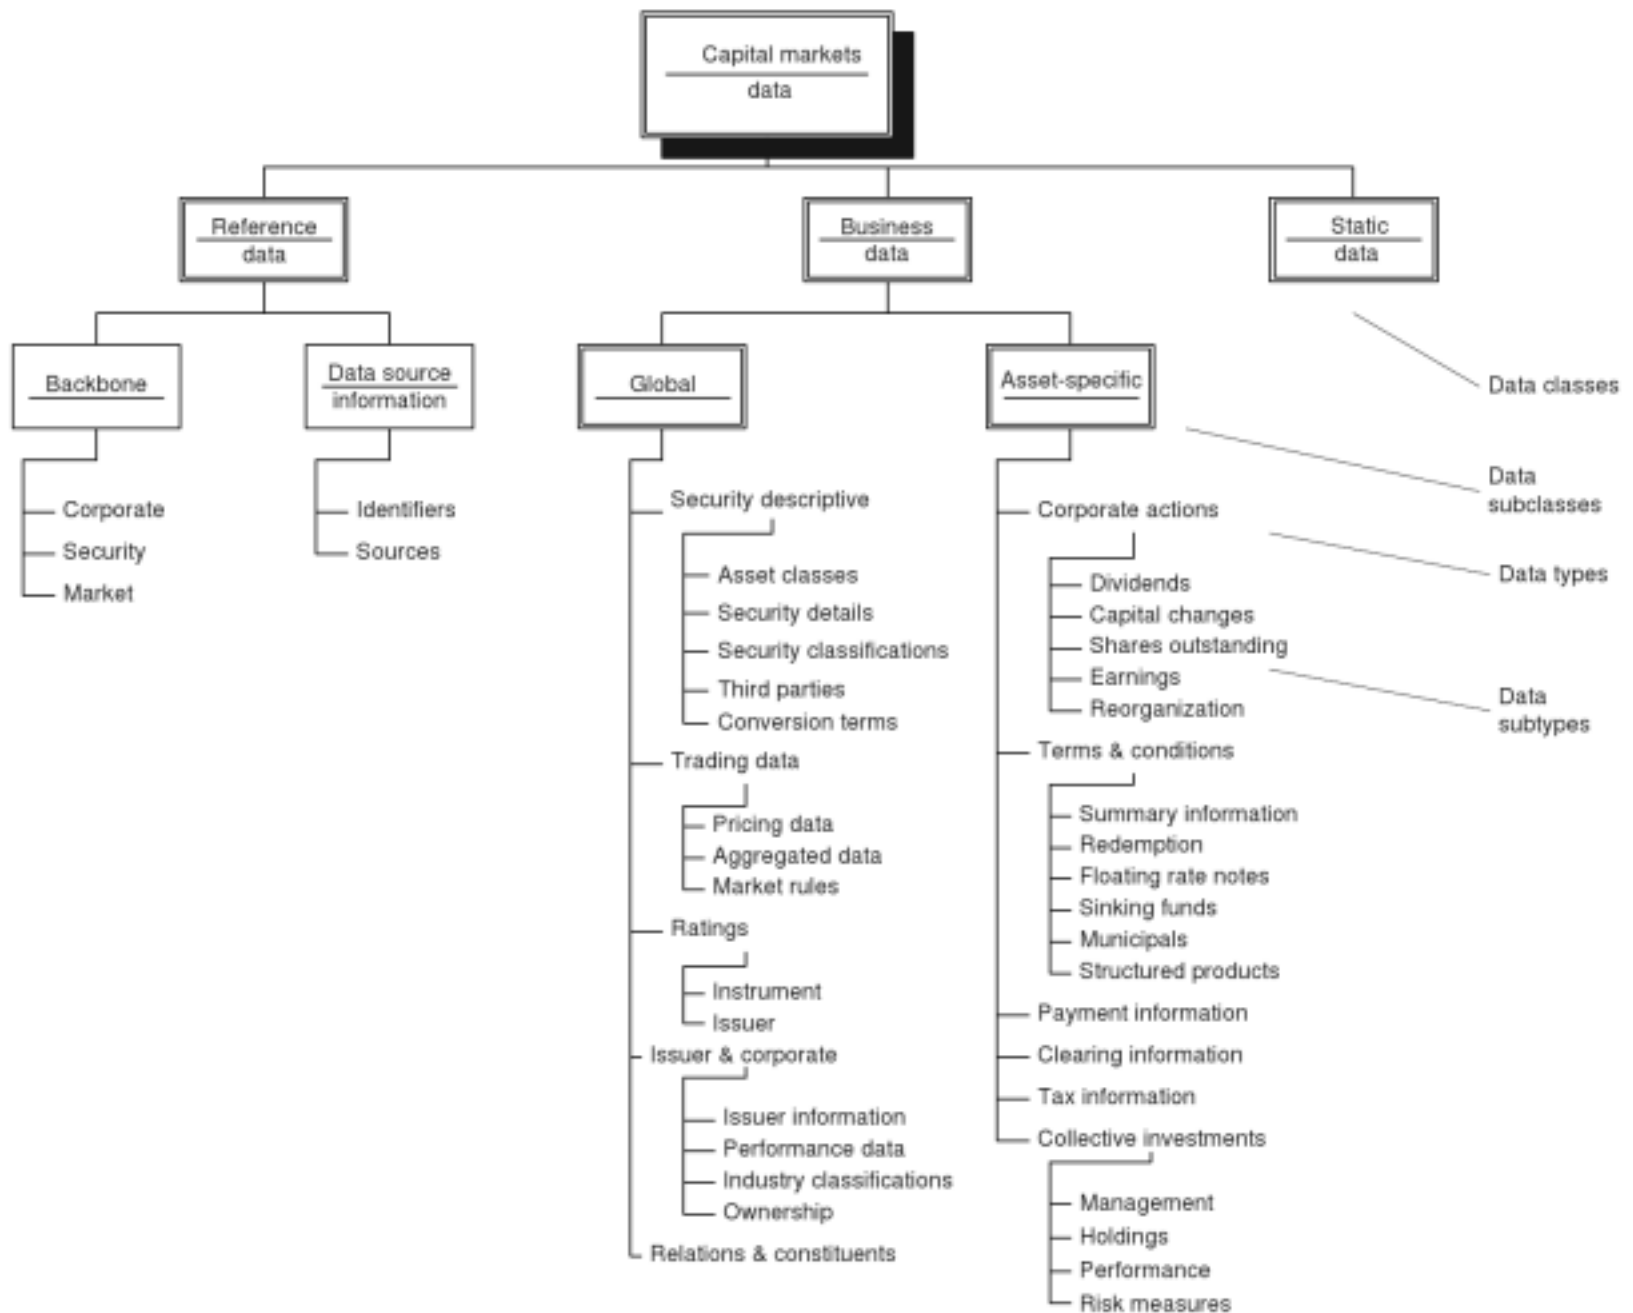 Capital markets
data
Reference
data
Business
data
Static
data
Backbone
Data source
information
Global
Asset-specific
Data classes
Data
subclasses
Data types
Data
subtypes
Corporate
Security
Market
Identifiers
Sources
Security descriptive
Asset classes
Security details
Security classifications
Third parties
Conversion terms
Trading data
Pricing data
Aggregated data
Market rules
Ratings
Instrument
Issuer
Issuer & corporate
Issuer information
Performance data
Industry classifications
Ownership
Relations & constituents
Corporate actions
Dividends
Capital changes
Shares outstanding
Earnings
Reorganization
Terms & conditions
Summary information
Redemption
Floating rate notes
Sinking funds
Municipals
Structured products
Payment information
Clearing information
Tax information
Collective investments
Management
Holdings
Performance
Risk measures